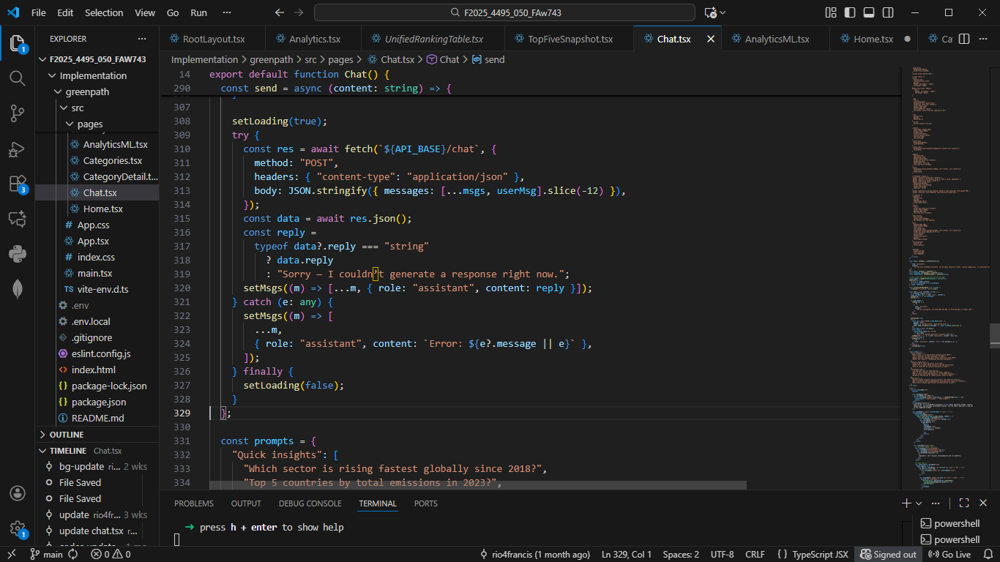 File Edit Selection View Go Run ··· F2025_4495_050_FAw743
EXPLORER ···
F2025_4495_050_FAW743
Implementation
greenpath
src
pages
AnalyticsML.tsx
Categories.tsx
CategoryDetail.t...
Chat.tsx
Home.tsx
App.css
App.tsx
index.css
main.tsx
vite-env.d.ts
.env
.env.local
.gitignore
eslint.config.js
index.html
package-lock.json
package.json
README.md
OUTLINE
TIMELINE Chat.tsx
bg-update ri... 2 wks
File Saved
File Saved
update rio4fr... 3 wks
update chat.tsx r...
RootLayout.tsx Analytics.tsx UnifiedRankingTable.tsx TopFiveSnapshot.tsx Chat.tsx AnalyticsML.tsx Home.tsx Ca
Implementation > greenpath > src > pages > Chat.tsx > Chat > send
14 export default function Chat() {
290 const send = async (content: string) => {
307
308 setLoading(true);
309 try {
310 const res = await fetch(`${API_BASE}/chat`, {
311 method: "POST",
312 headers: { "content-type": "application/json" },
313 body: JSON.stringify({ messages: [...msgs, userMsg].slice(-12) }),
314 });
315 const data = await res.json();
316 const reply =
317 typeof data?.reply === "string"
318 ? data.reply
319 : "Sorry — I couldn’t generate a response right now.";
320 setMsgs((m) => [...m, { role: "assistant", content: reply }]);
321 } catch (e: any) {
322 setMsgs((m) => [
323 ...m,
324 { role: "assistant", content: `Error: ${e?.message || e}` },
325 ]);
326 } finally {
327 setLoading(false);
328 }
329 };
330
331 const prompts = {
332 "Quick insights": [
333 "Which sector is rising fastest globally since 2018?",
334 "Top 5 countries by total emissions in 2023?",
PROBLEMS OUTPUT DEBUG CONSOLE TERMINAL PORTS
➜ press h + enter to show help
powershell
powershell
main 0 0 rio4francis (1 month ago) Ln 329, Col 1 Spaces: 2 UTF-8 CRLF { } TypeScript JSX Signed out Go Live